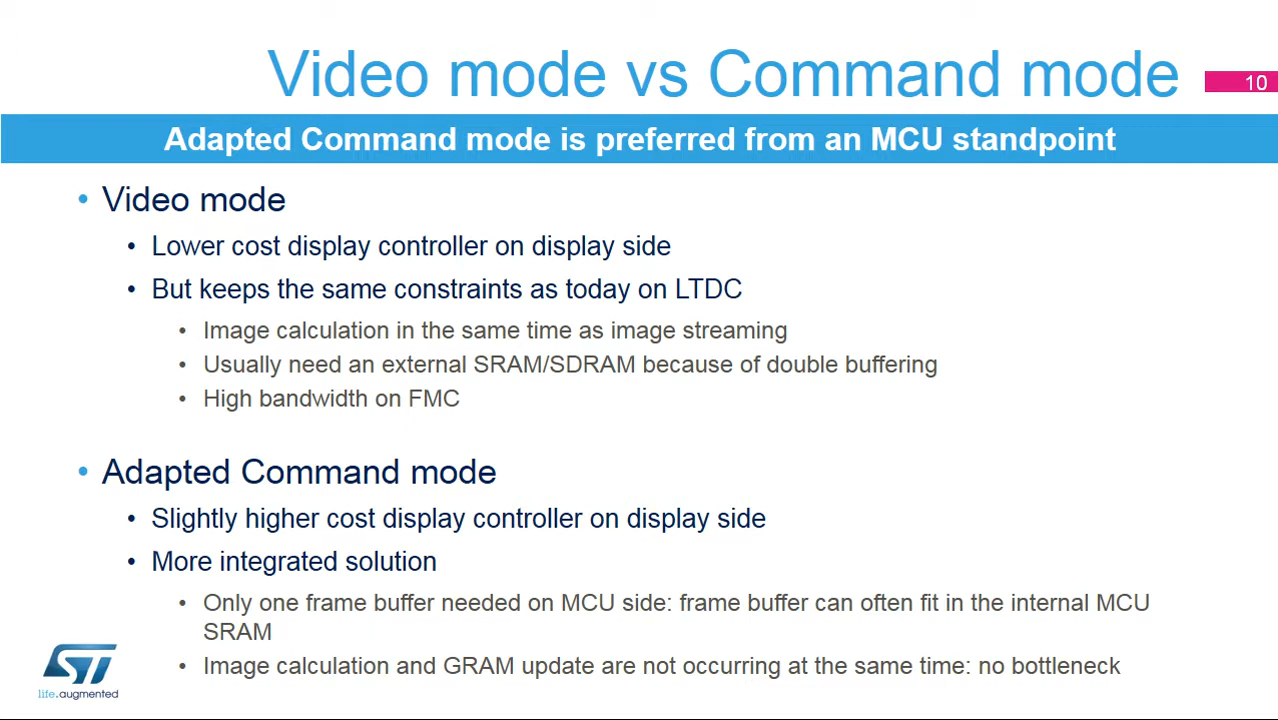 Video mode vs Command mode
10
Adapted Command mode is preferred from an MCU standpoint
• Video mode
• Lower cost display controller on display side
• But keeps the same constraints as today on LTDC
• Image calculation in the same time as image streaming
• Usually need an external SRAM/SDRAM because of double buffering
• High bandwidth on FMC
• Adapted Command mode
• Slightly higher cost display controller on display side
• More integrated solution
• Only one frame buffer needed on MCU side: frame buffer can often fit in the internal MCU
SRAM
• Image calculation and GRAM update are not occurring at the same time: no bottleneck
ST
life.augmented